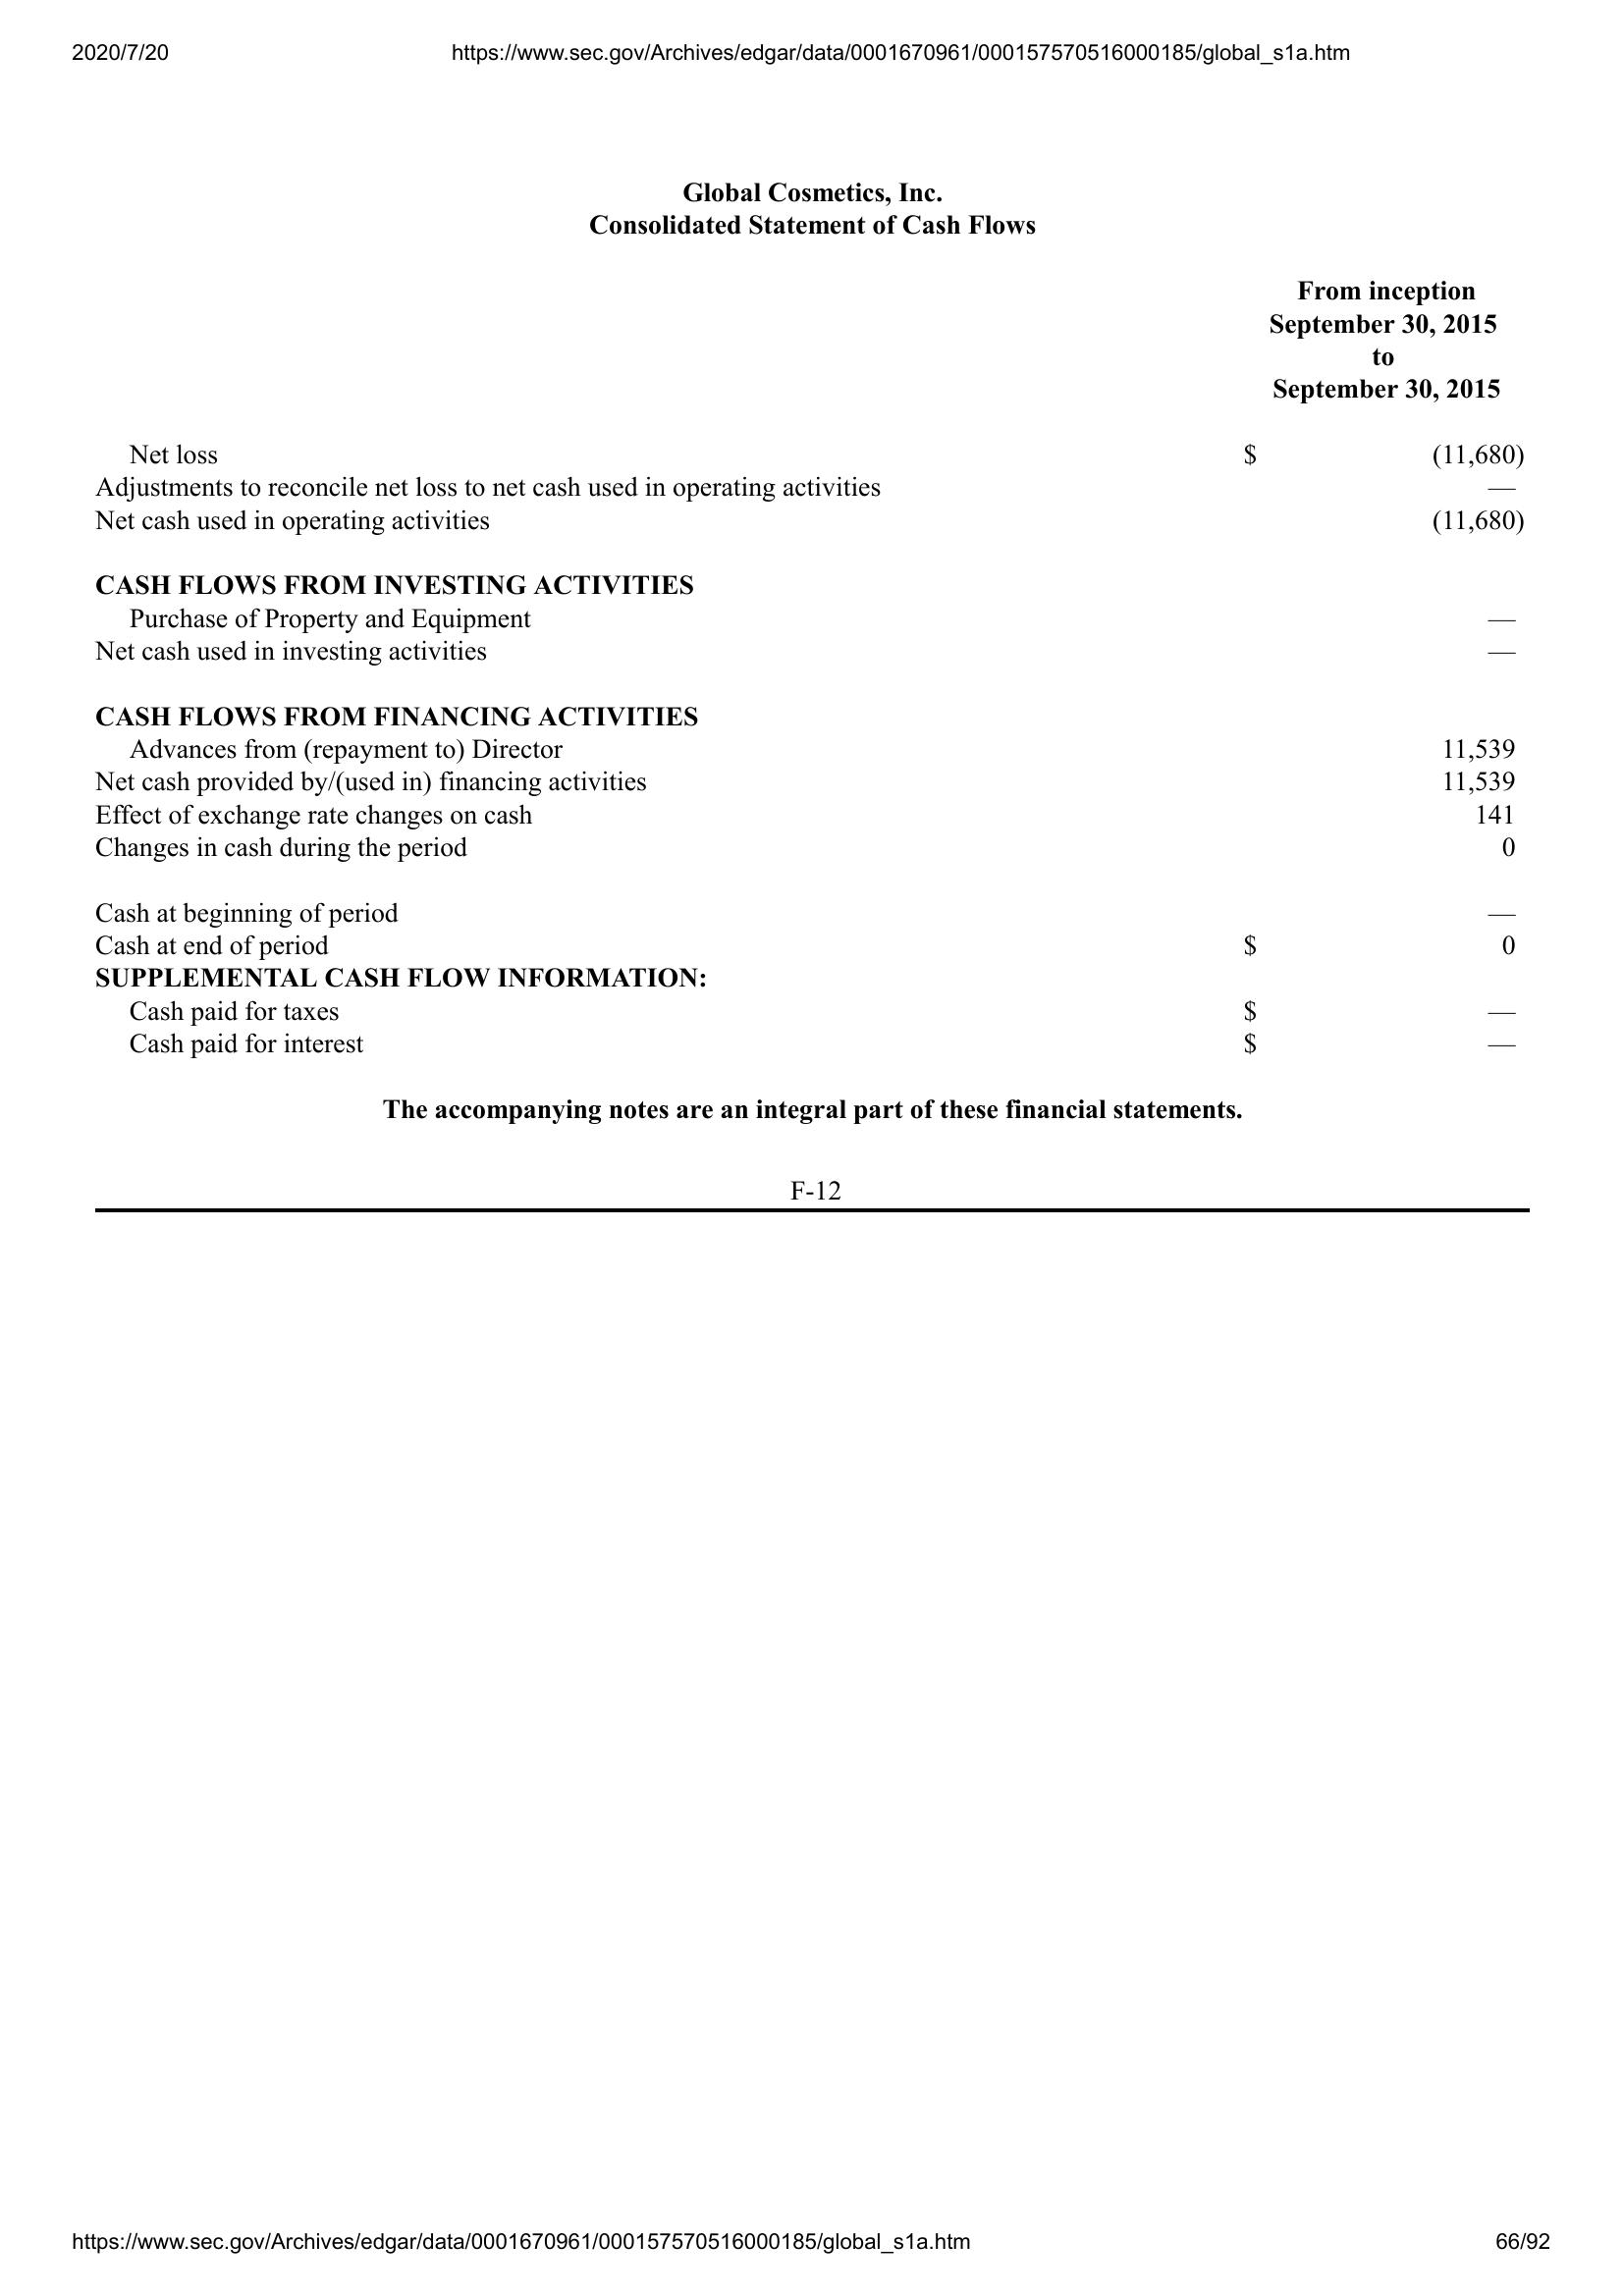 2020/7/20 https://www.sec.gov/Archives/edgar/data/0001670961/000157570516000185/global_s1a.htm
Global Cosmetics, Inc.
Consolidated Statement of Cash Flows
From inception
September 30, 2015
to
September 30, 2015
Net loss $ (11,680)
Adjustments to reconcile net loss to net cash used in operating activities —
Net cash used in operating activities (11,680)
CASH FLOWS FROM INVESTING ACTIVITIES
Purchase of Property and Equipment —
Net cash used in investing activities —
CASH FLOWS FROM FINANCING ACTIVITIES
Advances from (repayment to) Director 11,539
Net cash provided by/(used in) financing activities 11,539
Effect of exchange rate changes on cash 141
Changes in cash during the period 0
Cash at beginning of period —
Cash at end of period $ 0
SUPPLEMENTAL CASH FLOW INFORMATION:
Cash paid for taxes $ —
Cash paid for interest $ —
The accompanying notes are an integral part of these financial statements.
F-12
https://www.sec.gov/Archives/edgar/data/0001670961/000157570516000185/global_s1a.htm 66/92